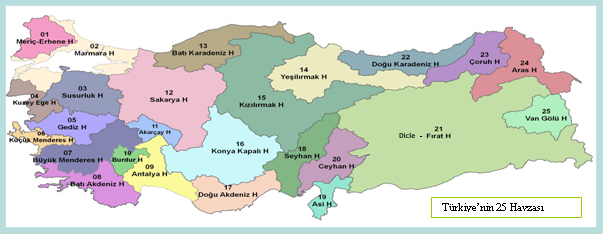 01
Meriç-Erhene H
02
Marmara H
03
Susurluk H
04
Kuzey Ege H
05
Gediz H
06
Küçük Menderes H
07
Büyük Menderes H
08
Batı Akdeniz H
09
Antalya H
10
Burdur H
11
Akarçay H
12
Sakarya H
13
Batı Karadeniz H
14
Yeşilırmak H
15
Kızılırmak H
16
Konya Kapalı H
17
Doğu Akdeniz H
18
Seyhan H
19
Asi H
20
Ceyhan H
21
Dicle - Fırat H
22
Doğu Karadeniz H
23
Çoruh H
24
Aras H
25
Van Gölü H
Türkiye'nin 25 Havzası